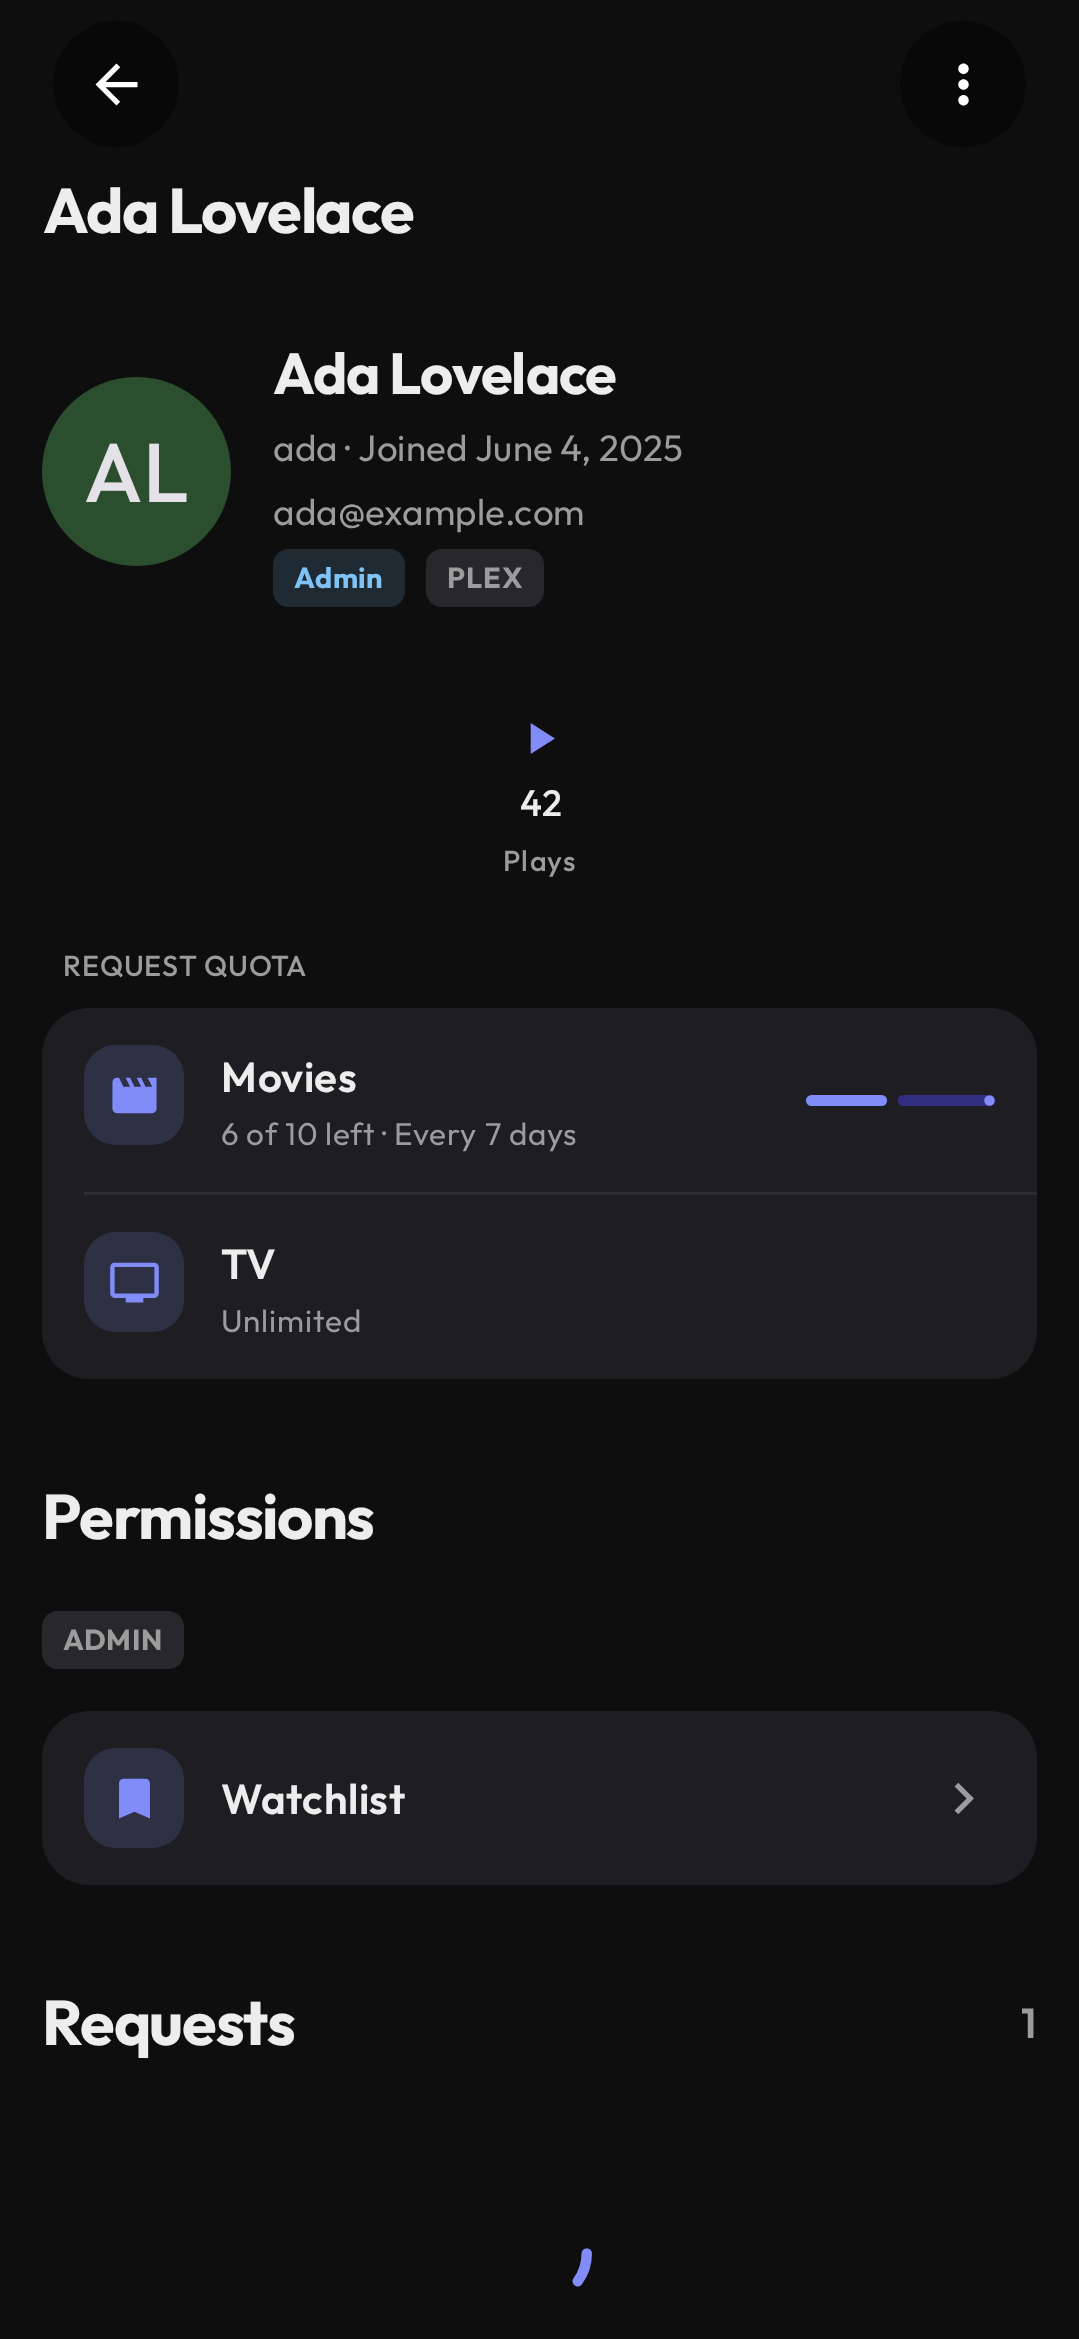 Ada Lovelace
AL
Ada Lovelace
ada · Joined June 4, 2025
ada@example.com
Admin PLEX
42
Plays
REQUEST QUOTA
Movies
6 of 10 left · Every 7 days
TV
Unlimited
Permissions
ADMIN
Watchlist
Requests 1